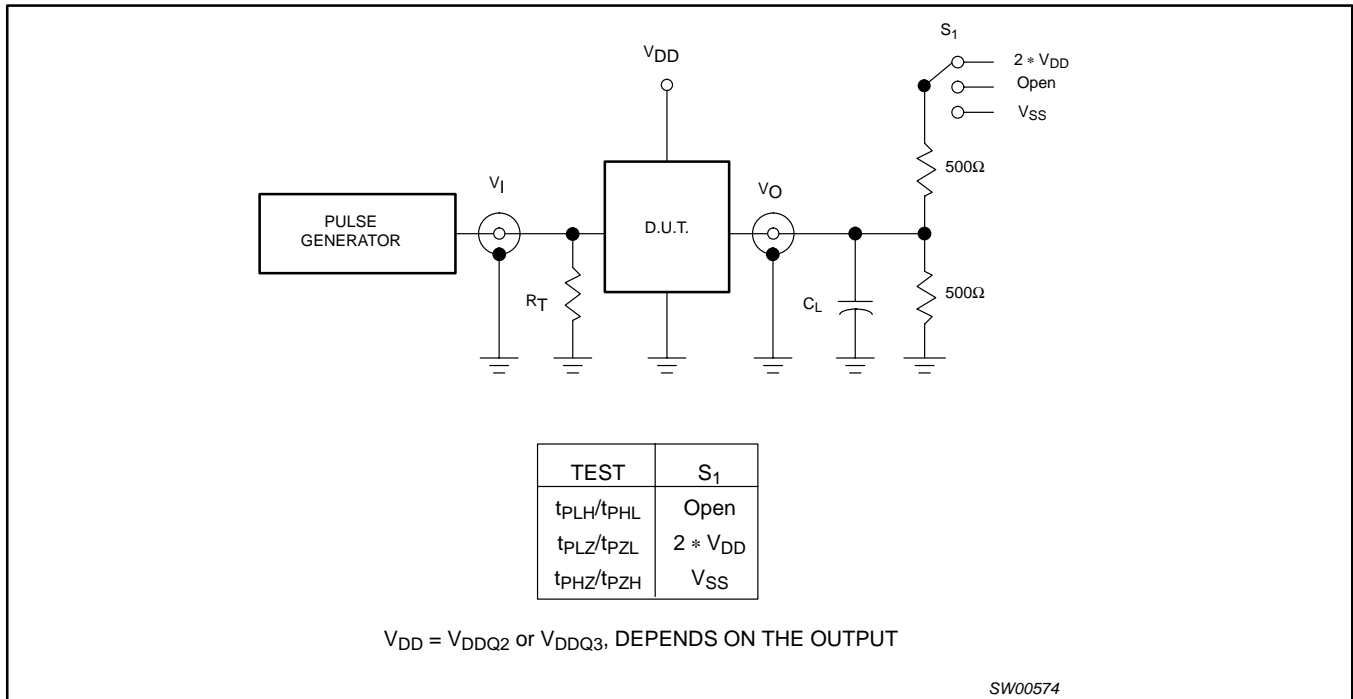 S1
2 * VDD
Open
VSS
VDD
500Ω
VI
VO
PULSE
GENERATOR
D.U.T.
RT
CL
500Ω
TEST S1
tPLH/tPHL Open
tPLZ/tPZL 2 * VDD
tPHZ/tPZH VSS
VDD = VDDQ2 or VDDQ3, DEPENDS ON THE OUTPUT
SW00574